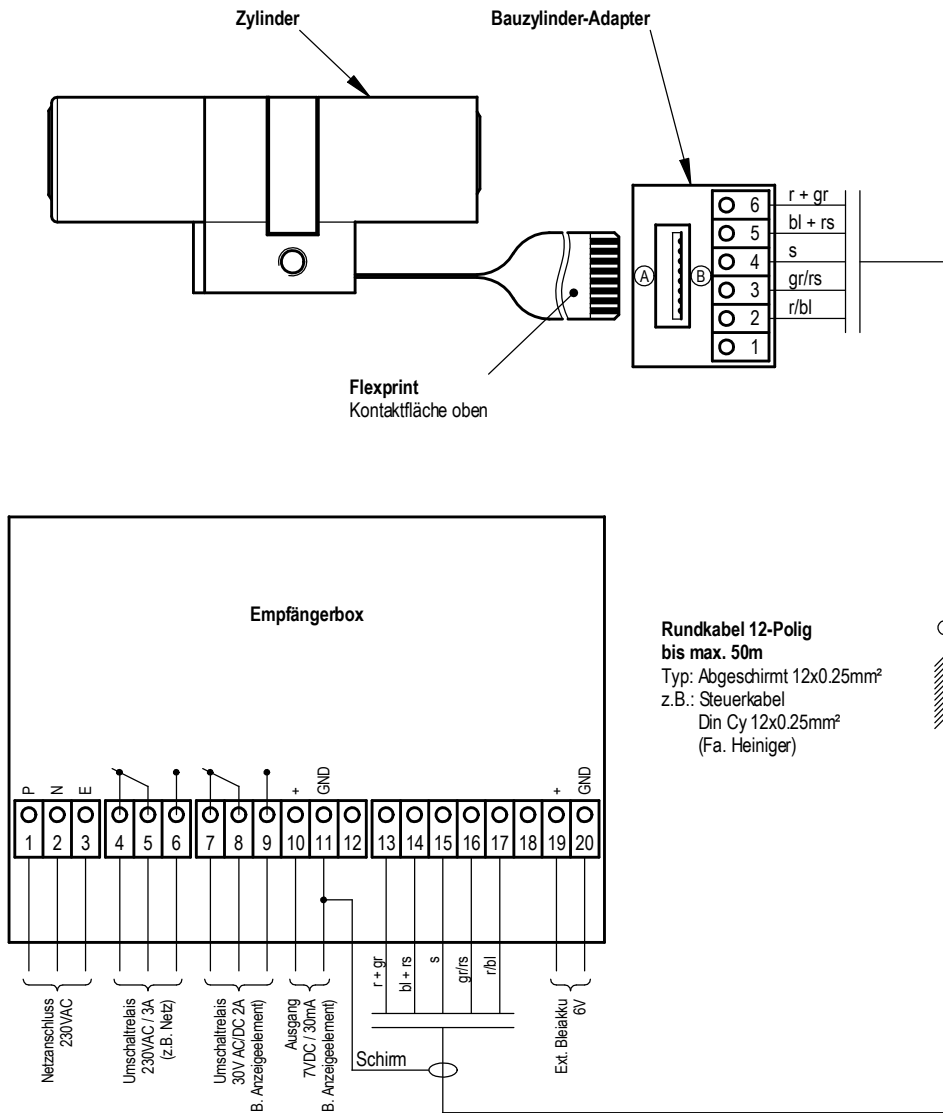 Zylinder
Bauzylinder-Adapter
6 r + gr
5 bl + rs
4 s
3 gr/rs
2 r/bl
1
A
B
Flexprint
Kontaktfläche oben
Empfängerbox
Rundkabel 12-Polig
bis max. 50m
Typ: Abgeschirmt 12x0.25mm²
z.B.: Steuerkabel
Din Cy 12x0.25mm²
(Fa. Heiniger)
P N E + GND + GND
1 2 3 4 5 6 7 8 9 10 11 12 13 14 15 16 17 18 19 20
Netzanschluss
230VAC
Umschaltrelais
230VAC / 3A
(z.B. Netz)
Umschaltrelais
30V AC/DC 2A
B. Anzeigeelement)
Ausgang
7VDC / 30mA
B. Anzeigeelement)
r + gr
bl + rs
s
gr/rs
r/bl
Ext. Bleiakku
6V
Schirm